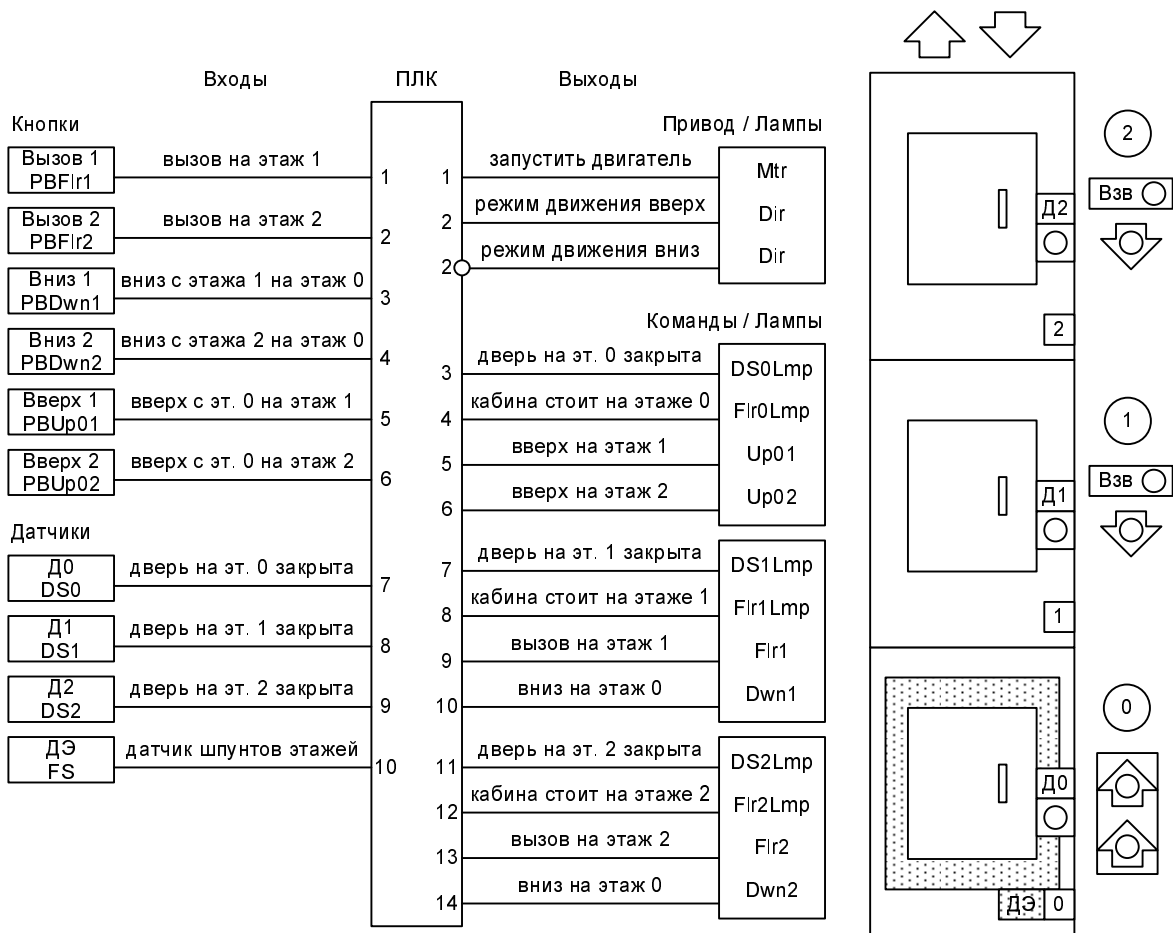 Входы
ПЛК
Выходы
Кнопки
Вызов 1
PBFlr1
вызов на этаж 1
1
Вызов 2
PBFlr2
вызов на этаж 2
2
Вниз 1
PBDwn1
вниз с этажа 1 на этаж 0
3
Вниз 2
PBDwn2
вниз с этажа 2 на этаж 0
4
Вверх 1
PBUp01
вверх с эт. 0 на этаж 1
5
Вверх 2
PBUp02
вверх с эт. 0 на этаж 2
6
Датчики
Д0
DS0
дверь на эт. 0 закрыта
7
Д1
DS1
дверь на эт. 1 закрыта
8
Д2
DS2
дверь на эт. 2 закрыта
9
ДЭ
FS
датчик шпунтов этажей
10
Привод / Лампы
1
запустить двигатель
Mtr
2
режим движения вверх
Dir
2
режим движения вниз
Dir
Команды / Лампы
3
дверь на эт. 0 закрыта
DS0Lmp
4
кабина стоит на этаже 0
Flr0Lmp
5
вверх на этаж 1
Up01
6
вверх на этаж 2
Up02
7
дверь на эт. 1 закрыта
DS1Lmp
8
кабина стоит на этаже 1
Flr1Lmp
9
вызов на этаж 1
Flr1
10
вниз на этаж 0
Dwn1
11
дверь на эт. 2 закрыта
DS2Lmp
12
кабина стоит на этаже 2
Flr2Lmp
13
вызов на этаж 2
Flr2
14
вниз на этаж 0
Dwn2
2
Д2
Взв
2
1
Д1
Взв
1
0
Д0
ДЭ 0